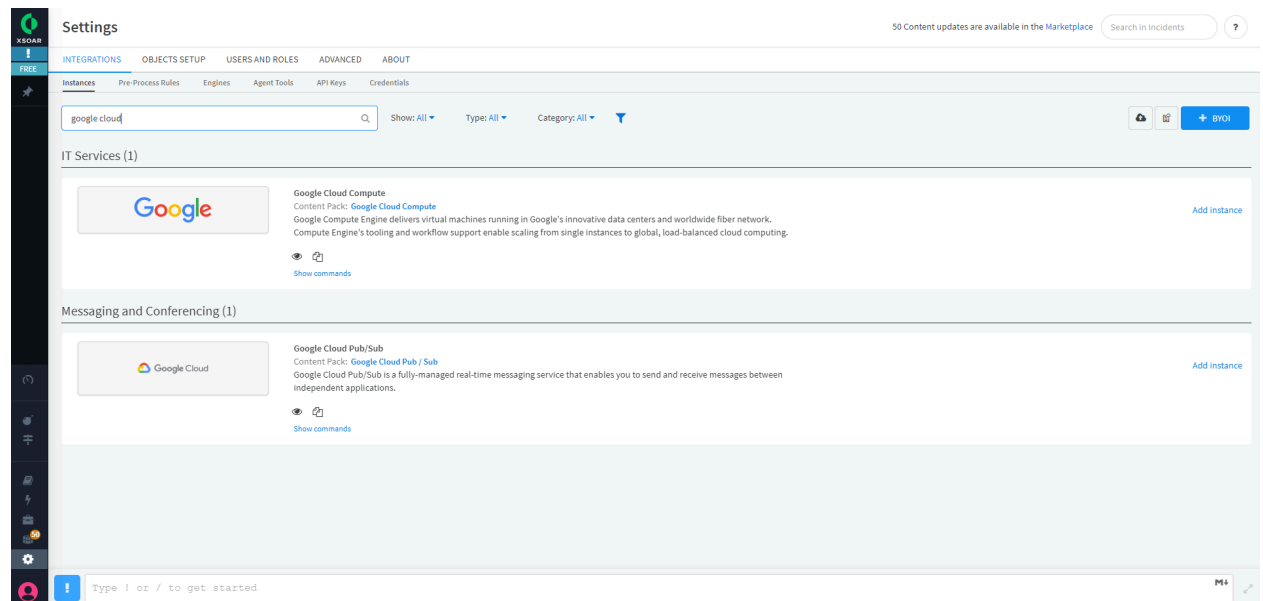 XSOAR
!
FREE
Settings
50 Content updates are available in the Marketplace
Search in Incidents
?
INTEGRATIONS OBJECTS SETUP USERS AND ROLES ADVANCED ABOUT
Instances Pre-Process Rules Engines Agent Tools API Keys Credentials
google cloud
Show: All Type: All Category: All
+ BYOI
IT Services (1)
Google
Google Cloud Compute
Content Pack: Google Cloud Compute
Google Compute Engine delivers virtual machines running in Google's innovative data centers and worldwide fiber network.
Compute Engine's tooling and workflow support enable scaling from single instances to global, load-balanced cloud computing.
Add instance
Show commands
Messaging and Conferencing (1)
Google Cloud
Google Cloud Pub/Sub
Content Pack: Google Cloud Pub / Sub
Google Cloud Pub/Sub is a fully-managed real-time messaging service that enables you to send and receive messages between
independent applications.
Add instance
Show commands
50
! Type ! or / to get started
M↓